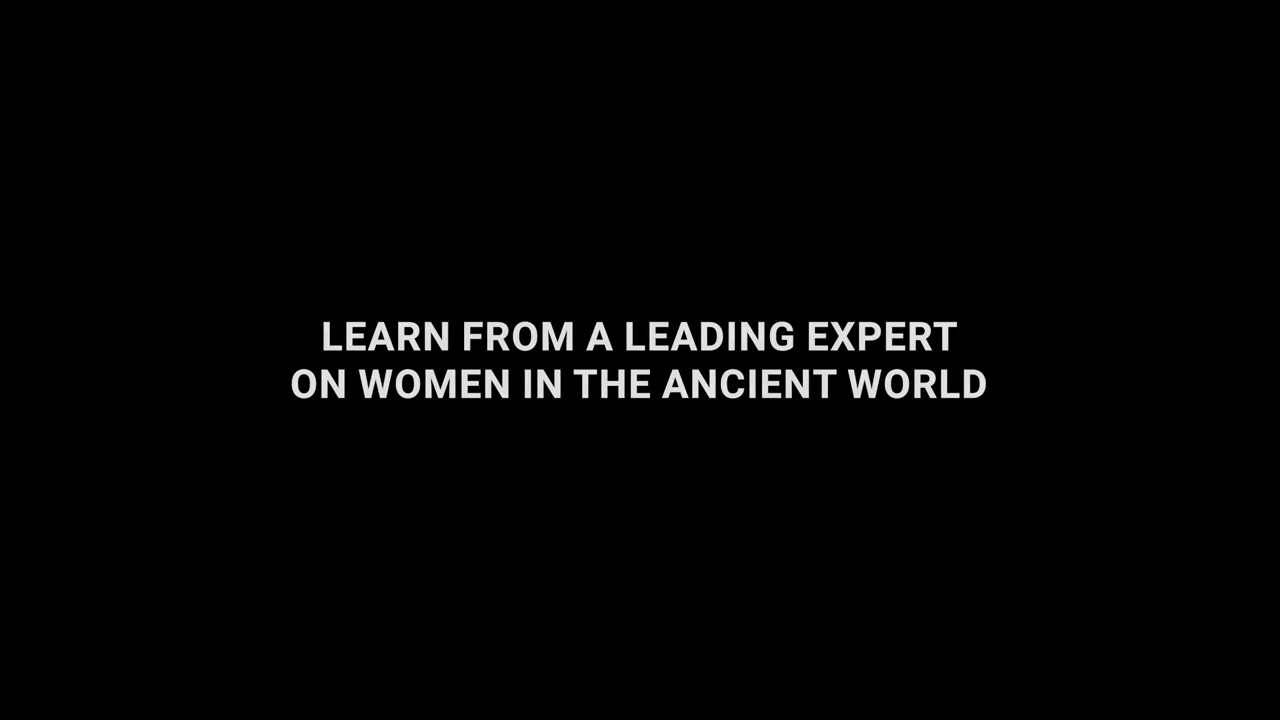 LEARN FROM A LEADING EXPERT
ON WOMEN IN THE ANCIENT WORLD